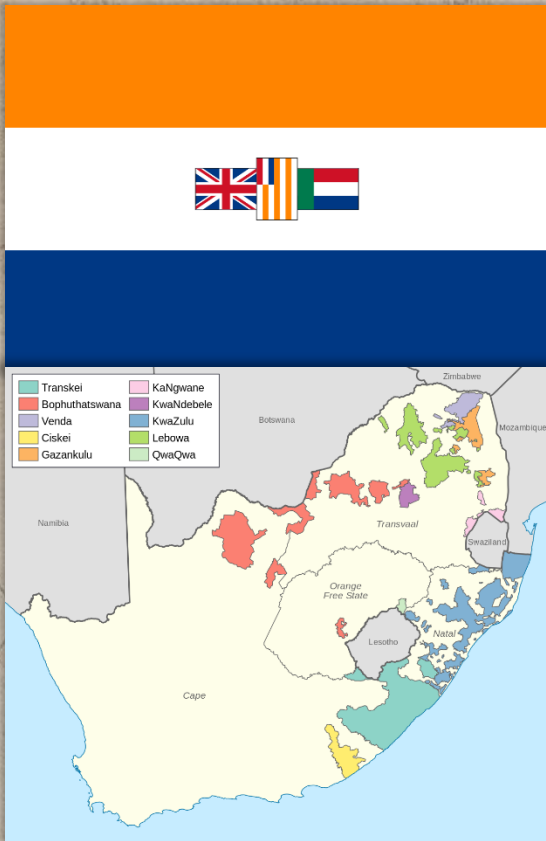 Transkei
Bophuthatswana
Venda
Ciskei
Gazankulu
KaNgwane
KwaNdebele
KwaZulu
Lebowa
QwaQwa
Zimbabwe
Botswana
Mozambique
Namibia
Transvaal
Swaziland
Orange
Free State
Natal
Lesotho
Cape